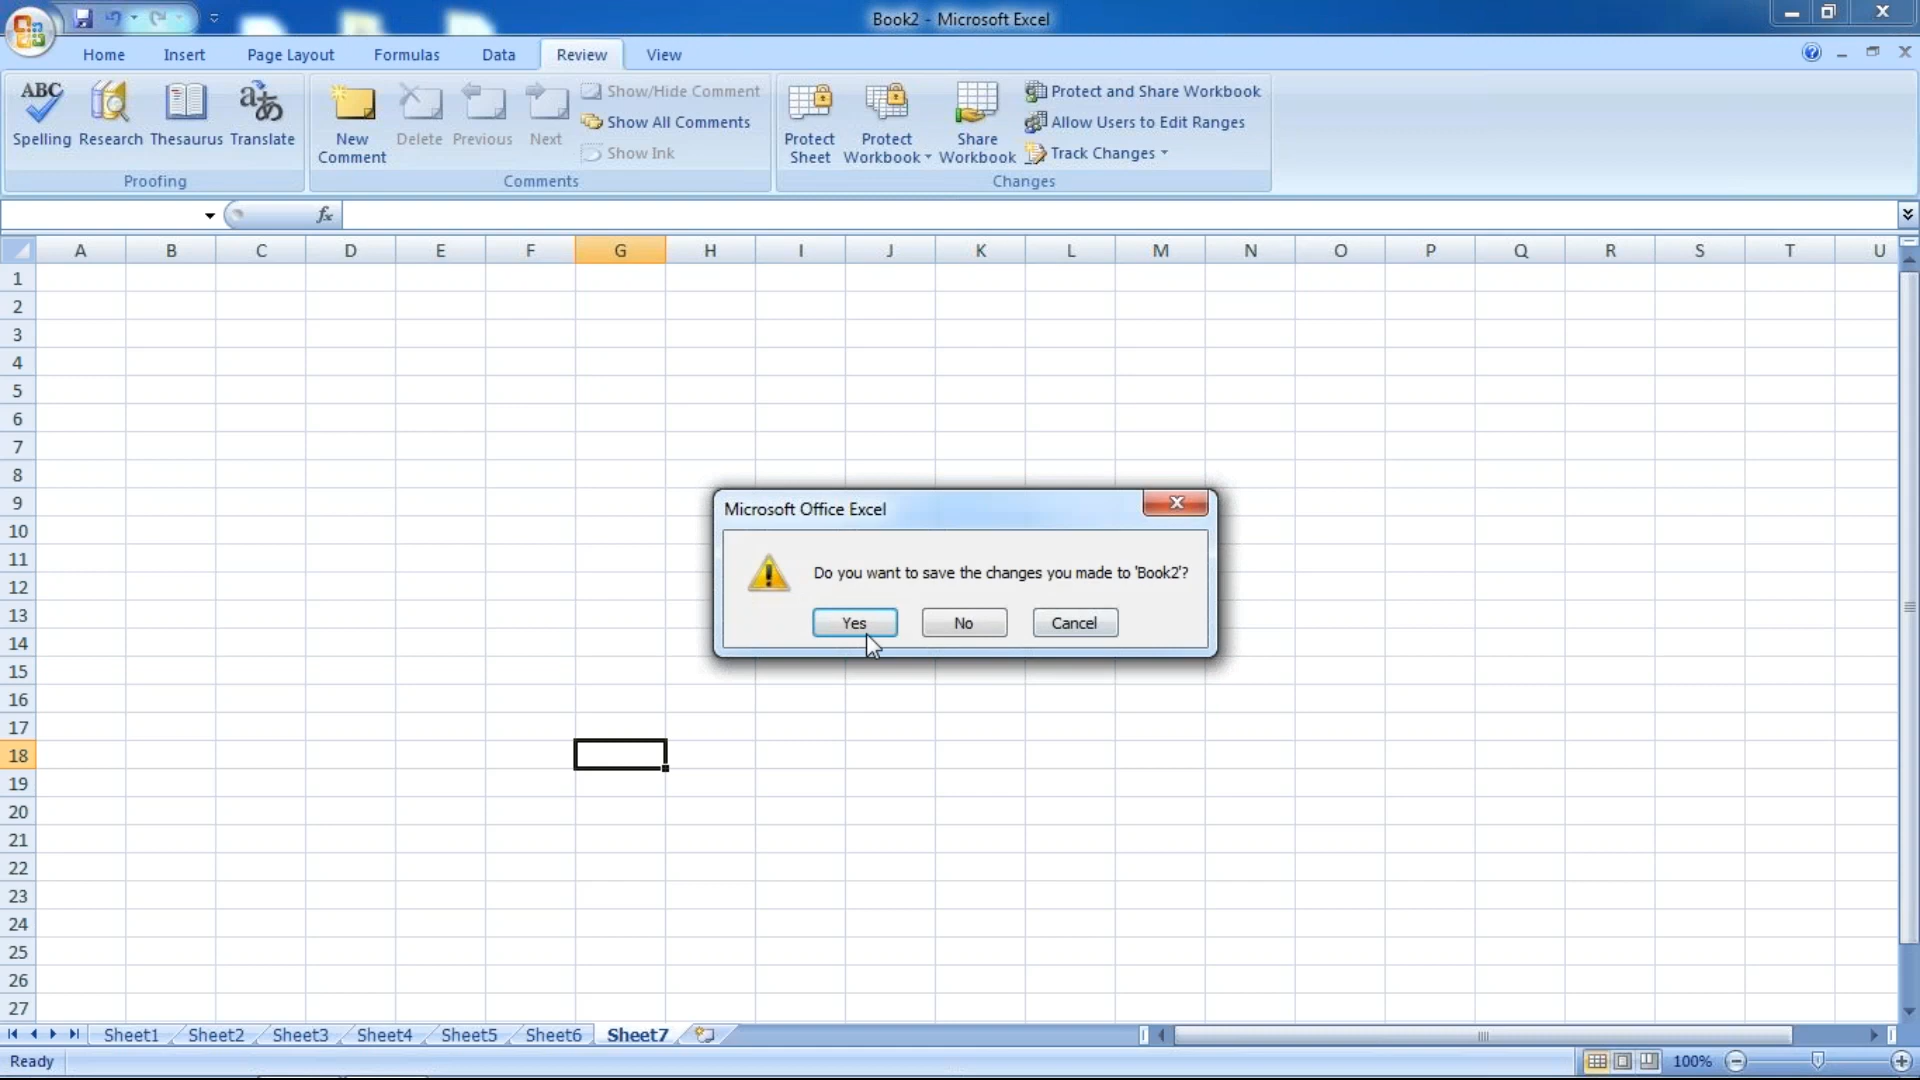 Book2 - Microsoft Excel
Home Insert Page Layout Formulas Data Review View
ABC
Spelling Research Thesaurus Translate
New Comment Delete Previous Next
Show/Hide Comment
Show All Comments
Show Ink
Protect Sheet Protect Workbook Share Workbook
Protect and Share Workbook
Allow Users to Edit Ranges
Track Changes
Proofing Comments Changes
fx
A B C D E F G H I J K L M N O P Q R S T U
1
2
3
4
5
6
7
8
9
10
11
12
13
14
15
16
17
18
19
20
21
22
23
24
25
26
27
Microsoft Office Excel
Do you want to save the changes you made to 'Book2'?
Yes No Cancel
Sheet1 Sheet2 Sheet3 Sheet4 Sheet5 Sheet6 Sheet7
Ready 100%